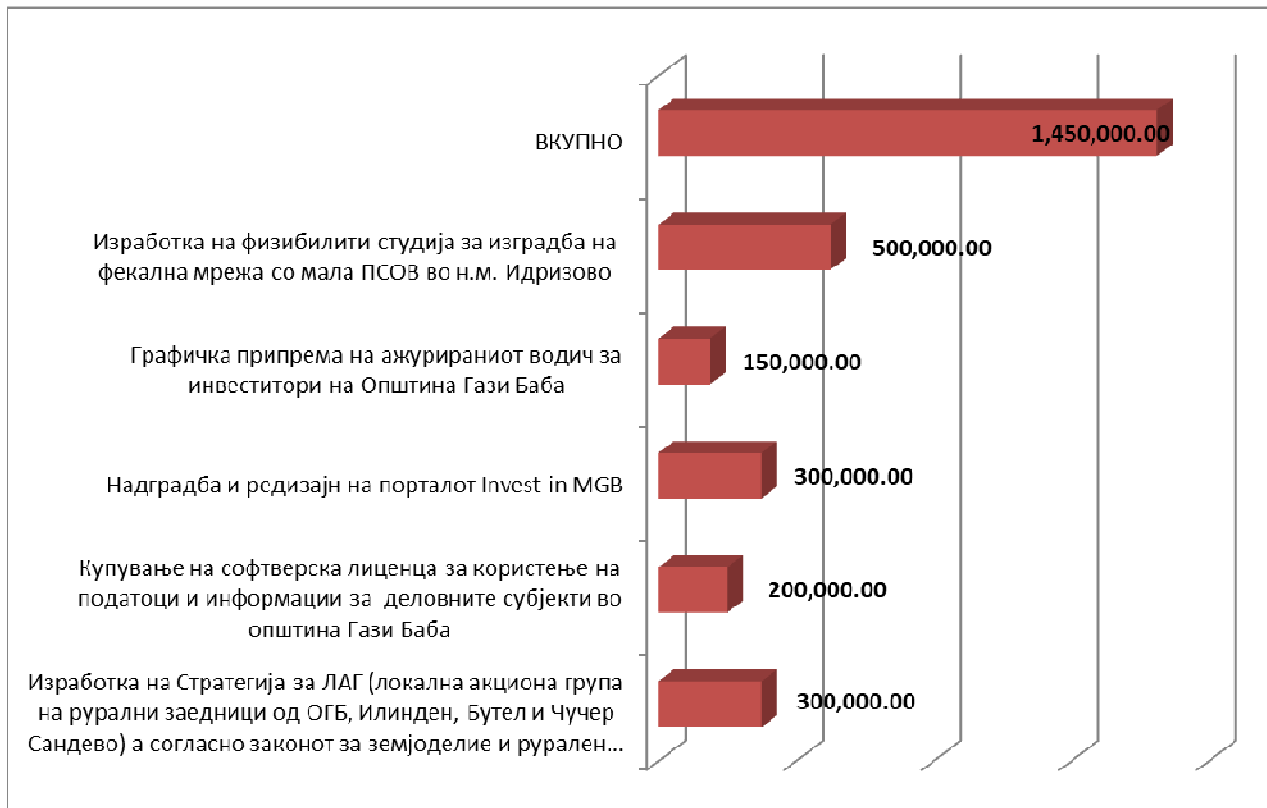 ВКУПНО
1,450,000.00
Изработка на физибилити студија за изградба на
фекална мрежа со мала ПСОВ во н.м. Идризово
500,000.00
Графичка припрема на ажурираниот водич за
инвеститори на Општина Гази Баба
150,000.00
Надградба и редизајн на порталот Invest in MGB
300,000.00
Купување на софтверска лиценца за користење на
податоци и информации за деловните субјекти во
општина Гази Баба
200,000.00
Изработка на Стратегија за ЛАГ (локална акциона група
на рурални заедници од ОГБ, Илинден, Бутел и Чучер
Сандево) а согласно законот за земјоделие и рурален...
300,000.00